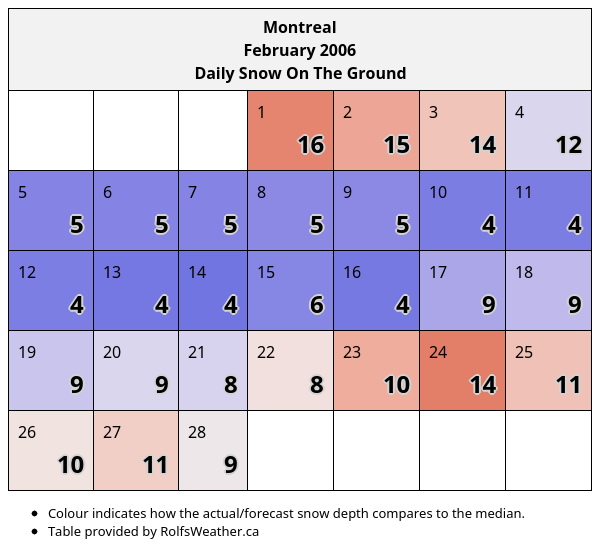 Montreal
February 2006
Daily Snow On The Ground
1 2 3 4
16 15 14 12
5 6 7 8 9 10 11
5 5 5 5 5 4 4
12 13 14 15 16 17 18
4 4 4 6 4 9 9
19 20 21 22 23 24 25
9 9 8 8 10 14 11
26 27 28
10 11 9
• Colour indicates how the actual/forecast snow depth compares to the median.
• Table provided by RolfsWeather.ca